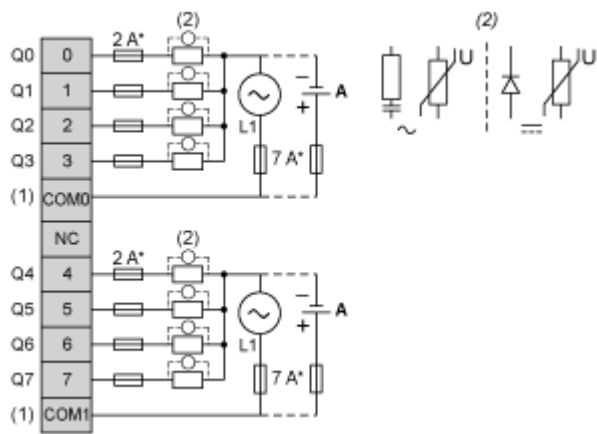 (2)
2 A*
Q0 0
Q1 1
Q2 2
Q3 3
(1) COM0
NC
L1
7 A*
− A
+
(2)
U
U
~
(2)
2 A*
Q4 4
Q5 5
Q6 6
Q7 7
(1) COM1
L1
7 A*
− A
+